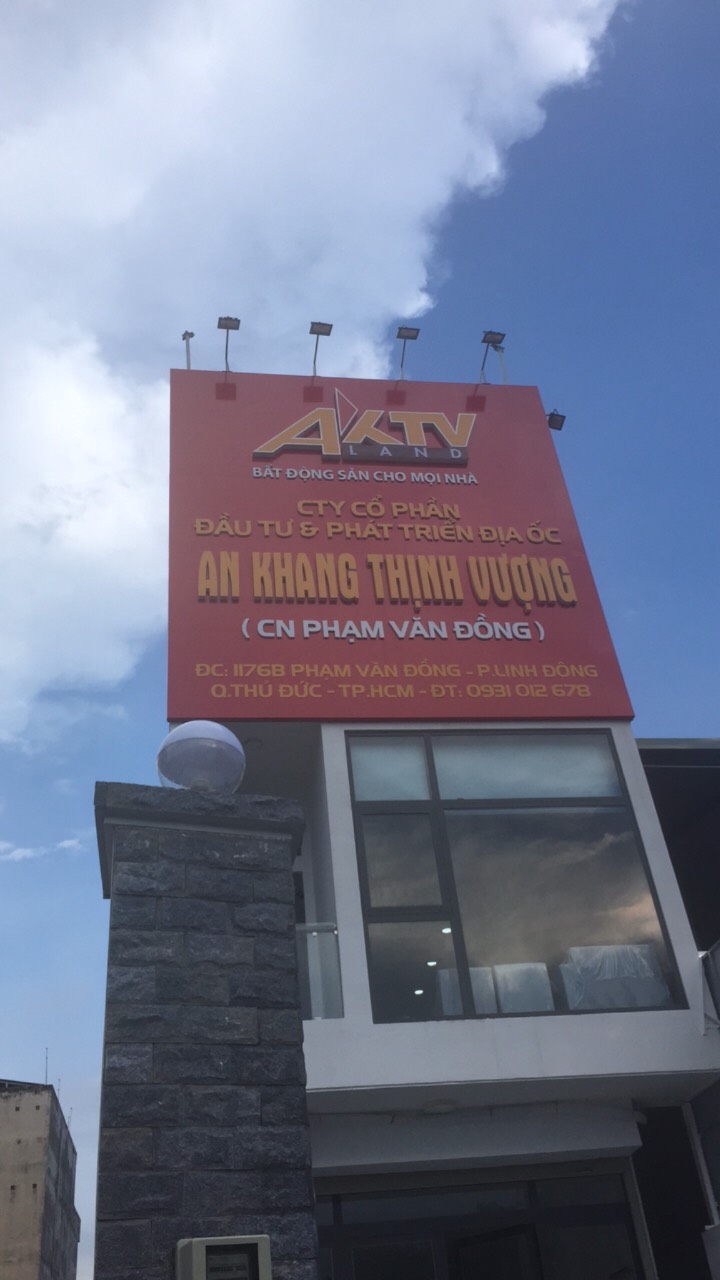 AKTV
LAND
BẤT ĐỘNG SẢN CHO MỌI NHÀ
CTY CỔ PHẦN
ĐẦU TƯ & PHÁT TRIỂN ĐỊA ỐC
AN KHANG THỊNH VƯỢNG
( CN PHẠM VĂN ĐỒNG )
ĐC: 1176B PHẠM VĂN ĐỒNG - P.LINH ĐÔNG
Q.THỦ ĐỨC - TP.HCM - ĐT: 0931 012 678